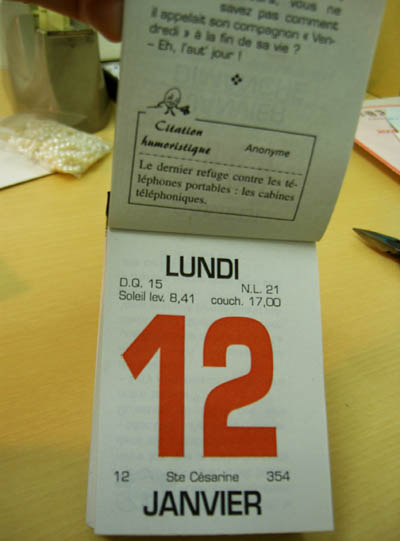 vous ne
savez pas comment
il appelait son compagnon « Ven-
dredi » à la fin de sa vie ?
– Eh, l'aut' jour !
Citation
humoristique Anonyme
Le dernier refuge contre les té-
léphones portables : les cabines
téléphoniques.
LUNDI
D.Q. 15 N.L. 21
Soleil lev. 8,41 couch. 17,00
12
12 Ste Césarine 354
JANVIER